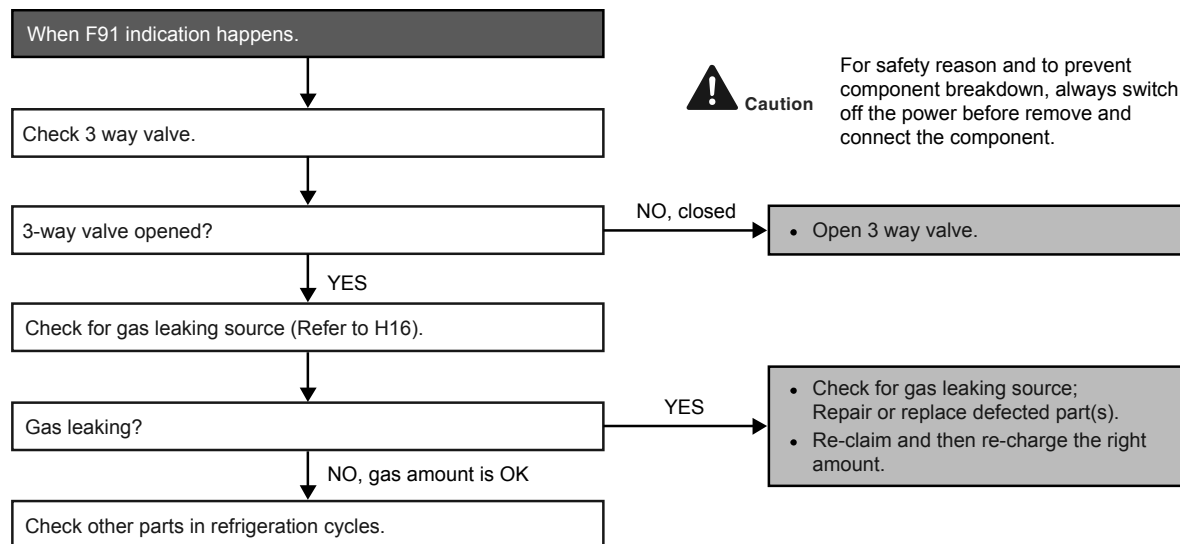 When F91 indication happens.
Caution
For safety reason and to prevent
component breakdown, always switch
off the power before remove and
connect the component.
Check 3 way valve.
3-way valve opened?
NO, closed
• Open 3 way valve.
YES
Check for gas leaking source (Refer to H16).
Gas leaking?
YES
• Check for gas leaking source;
Repair or replace defected part(s).
• Re-claim and then re-charge the right
amount.
NO, gas amount is OK
Check other parts in refrigeration cycles.